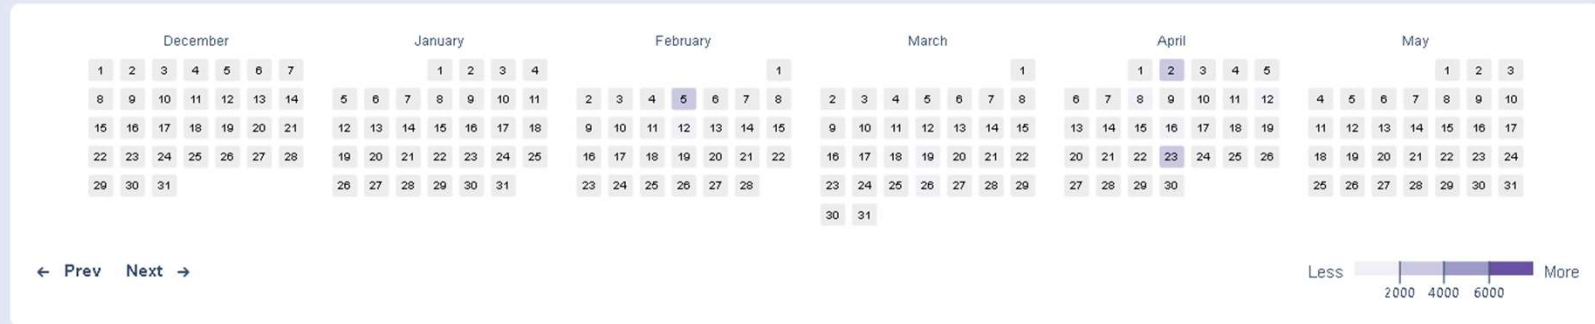 December January February March April May
1 2 3 4 5 6 7 1 2 3 4 1 1 1 2 3 4 5 1 2 3
8 9 10 11 12 13 14 5 6 7 8 9 10 11 2 3 4 5 6 7 8 2 3 4 5 6 7 8 6 7 8 9 10 11 12 4 5 6 7 8 9 10
15 16 17 18 19 20 21 12 13 14 15 16 17 18 9 10 11 12 13 14 15 9 10 11 12 13 14 15 13 14 15 16 17 18 19 11 12 13 14 15 16 17
22 23 24 25 26 27 28 19 20 21 22 23 24 25 16 17 18 19 20 21 22 16 17 18 19 20 21 22 20 21 22 23 24 25 26 18 19 20 21 22 23 24
29 30 31 26 27 28 29 30 31 23 24 25 26 27 28 23 24 25 26 27 28 29 27 28 29 30 25 26 27 28 29 30 31
30 31
← Prev Next → Less More
2000 4000 6000